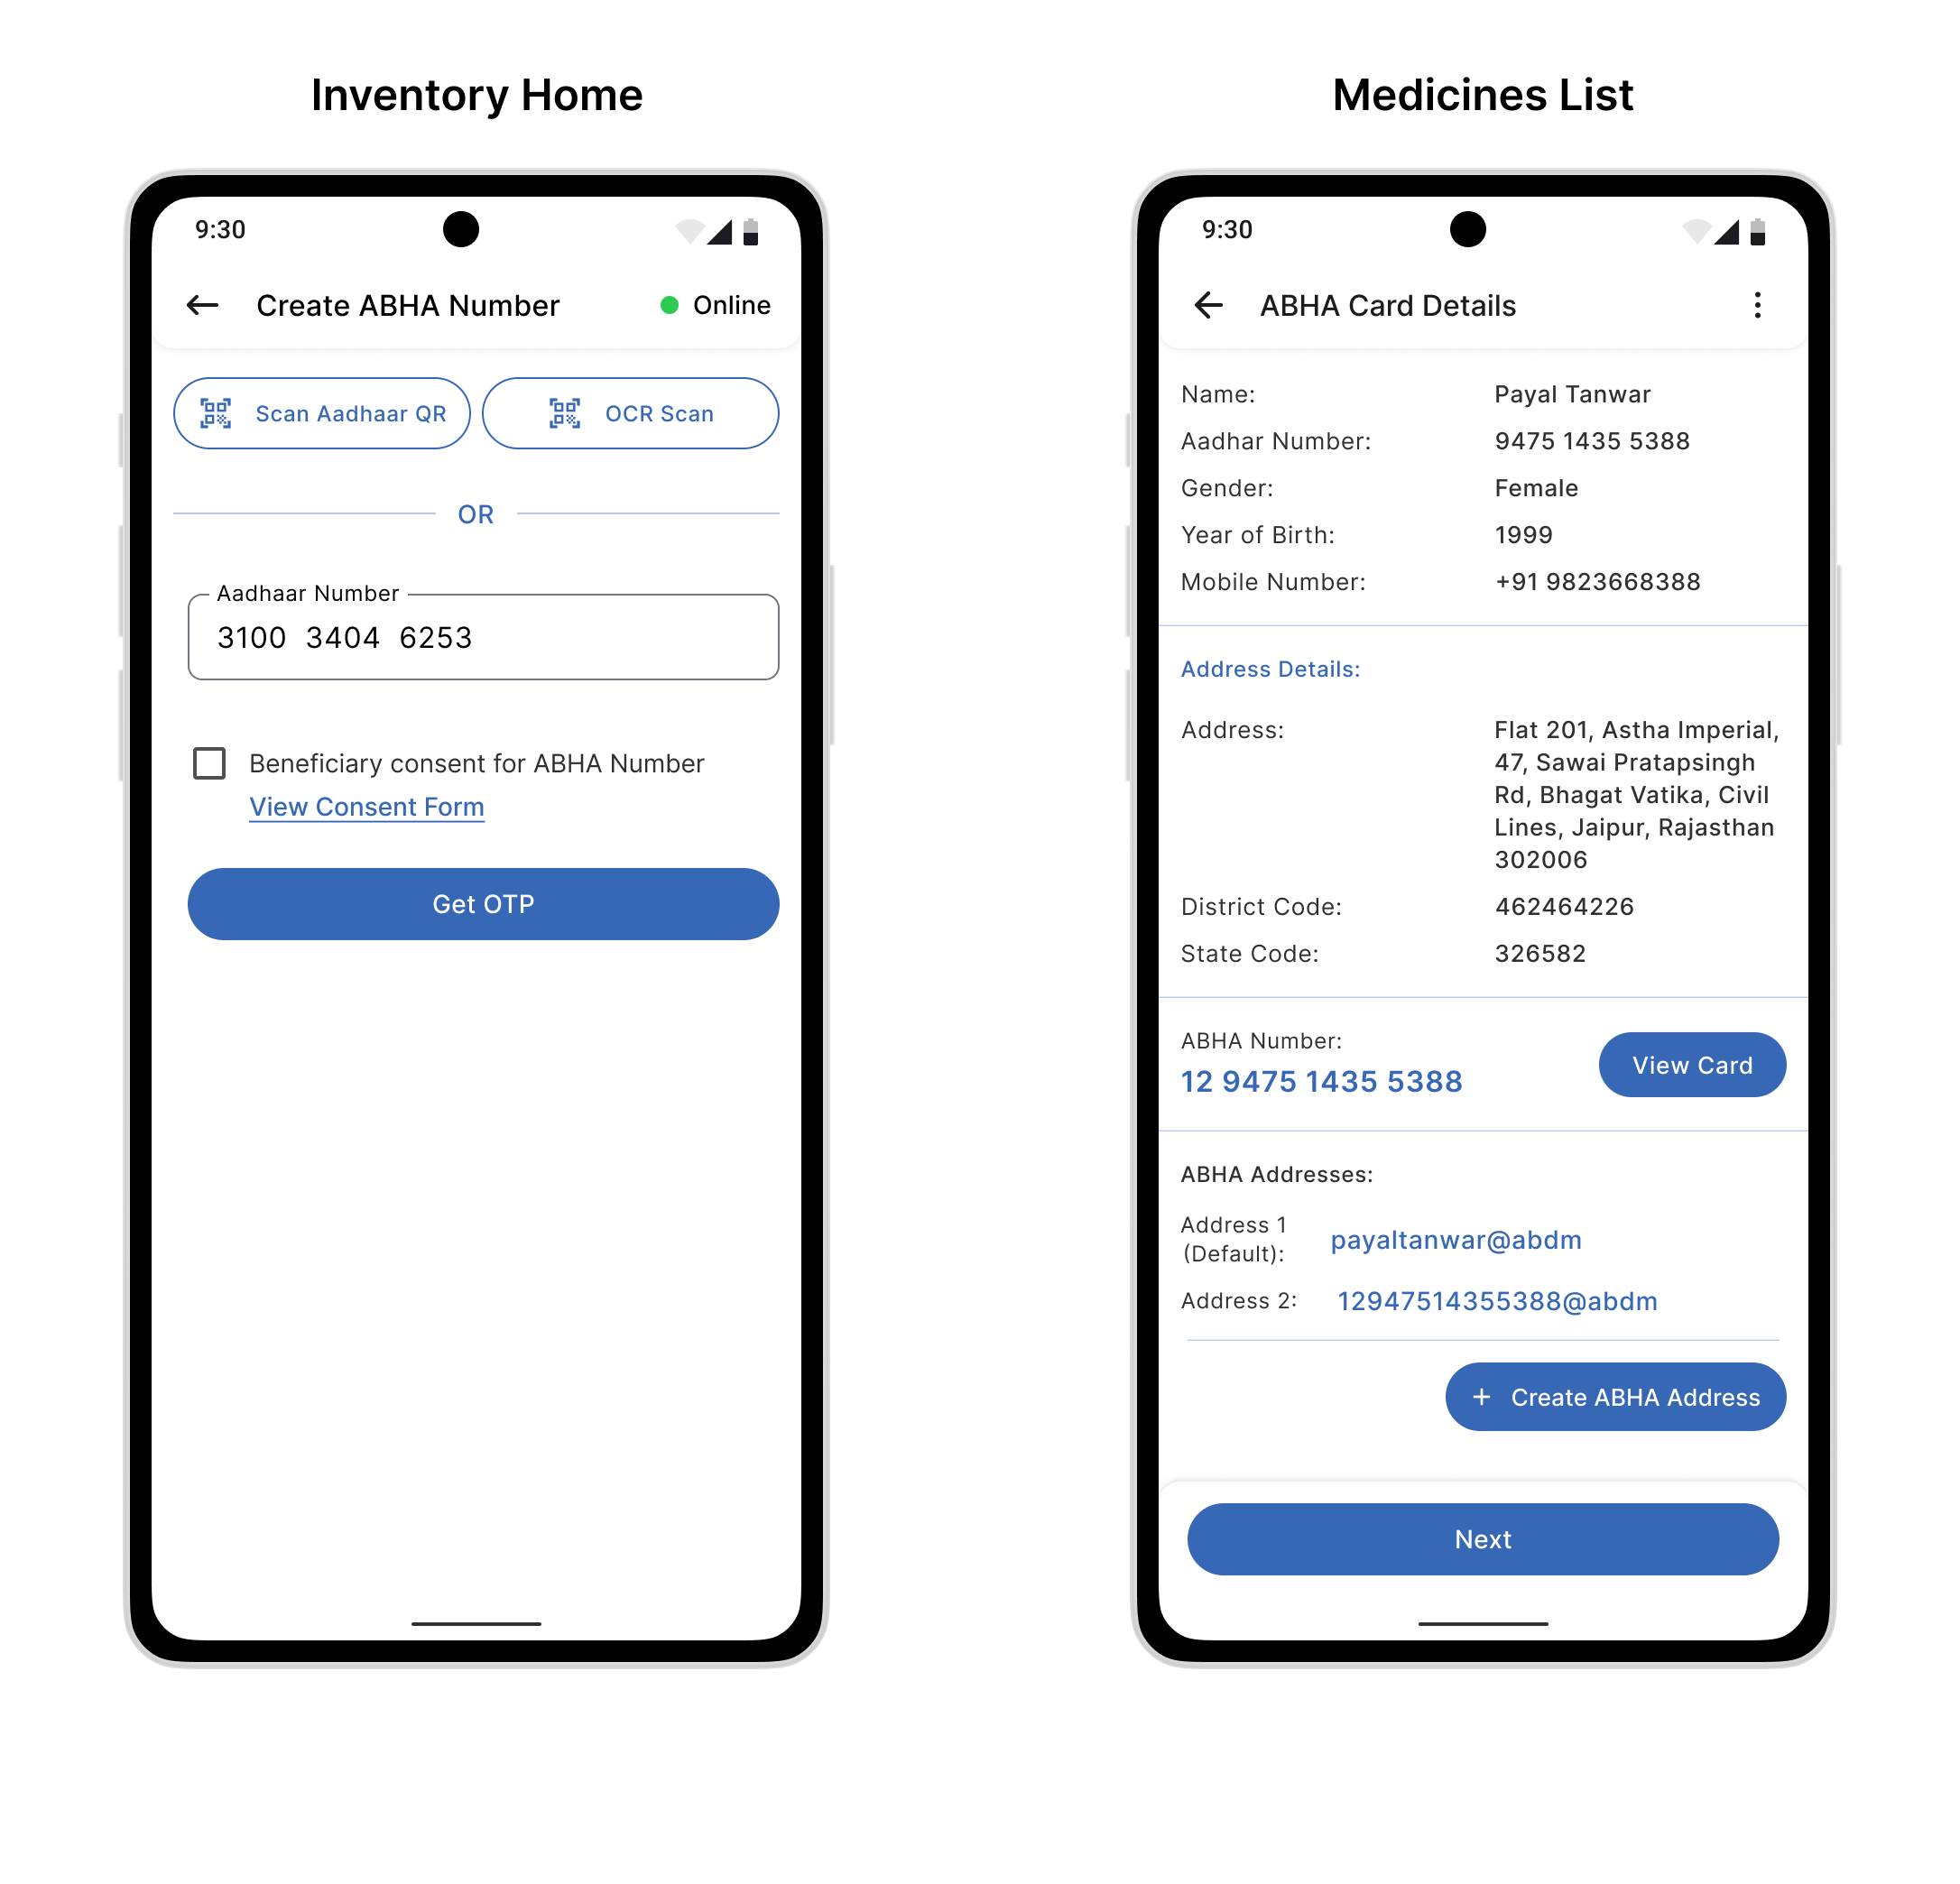 Inventory Home
9:30
Create ABHA Number
Online
Scan Aadhaar QR
OCR Scan
OR
Aadhaar Number
3100 3404 6253
Beneficiary consent for ABHA Number
View Consent Form
Get OTP
Medicines List
9:30
ABHA Card Details
Name: Payal Tanwar
Aadhar Number: 9475 1435 5388
Gender: Female
Year of Birth: 1999
Mobile Number: +91 9823668388
Address Details:
Address: Flat 201, Astha Imperial,
47, Sawai Pratapsingh
Rd, Bhagat Vatika, Civil
Lines, Jaipur, Rajasthan
302006
District Code: 462464226
State Code: 326582
ABHA Number:
12 9475 1435 5388
View Card
ABHA Addresses:
Address 1
(Default):
payaltanwar@abdm
Address 2: 12947514355388@abdm
+ Create ABHA Address
Next